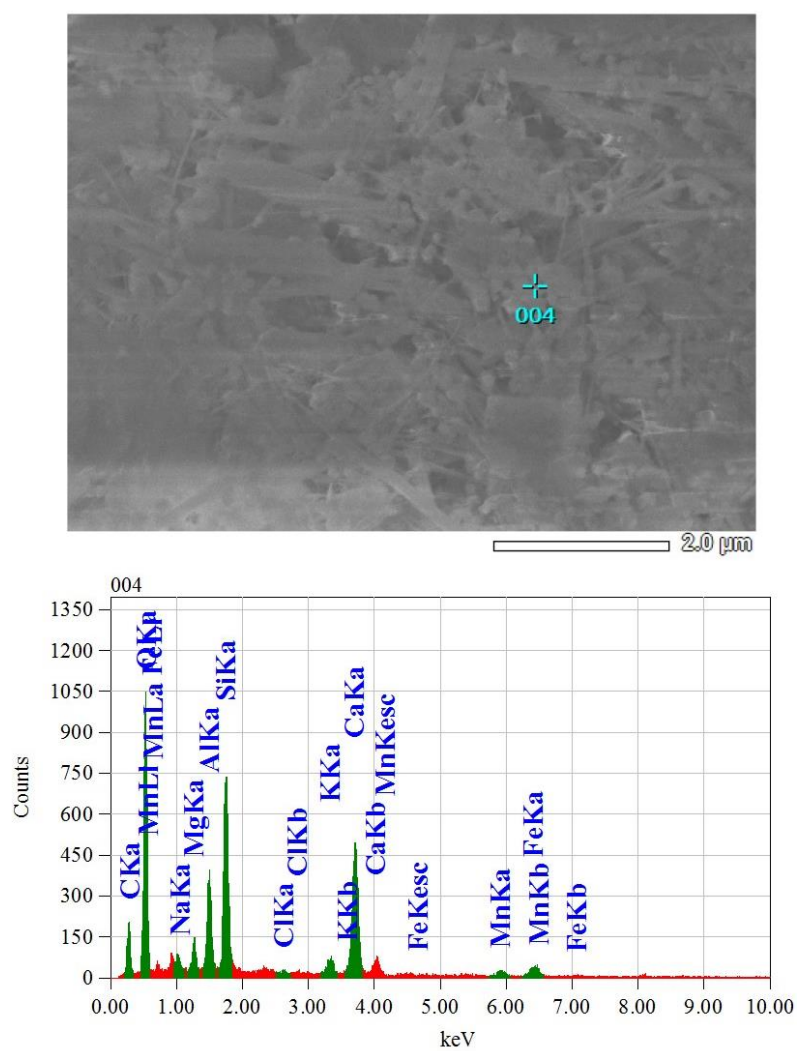 004
2.0 µm
004
1350
1200
1050
900
750
600
450
300
150
0
Counts
CKa
OKa
MnLl MnLa FeLl
NaKa
MgKa
AlKa
SiKa
ClKa
ClKb
KKa
KKb
CaKa
CaKb
MnKesc
FeKesc
MnKa
MnKb
FeKa
FeKb
0.00 1.00 2.00 3.00 4.00 5.00 6.00 7.00 8.00 9.00 10.00
keV